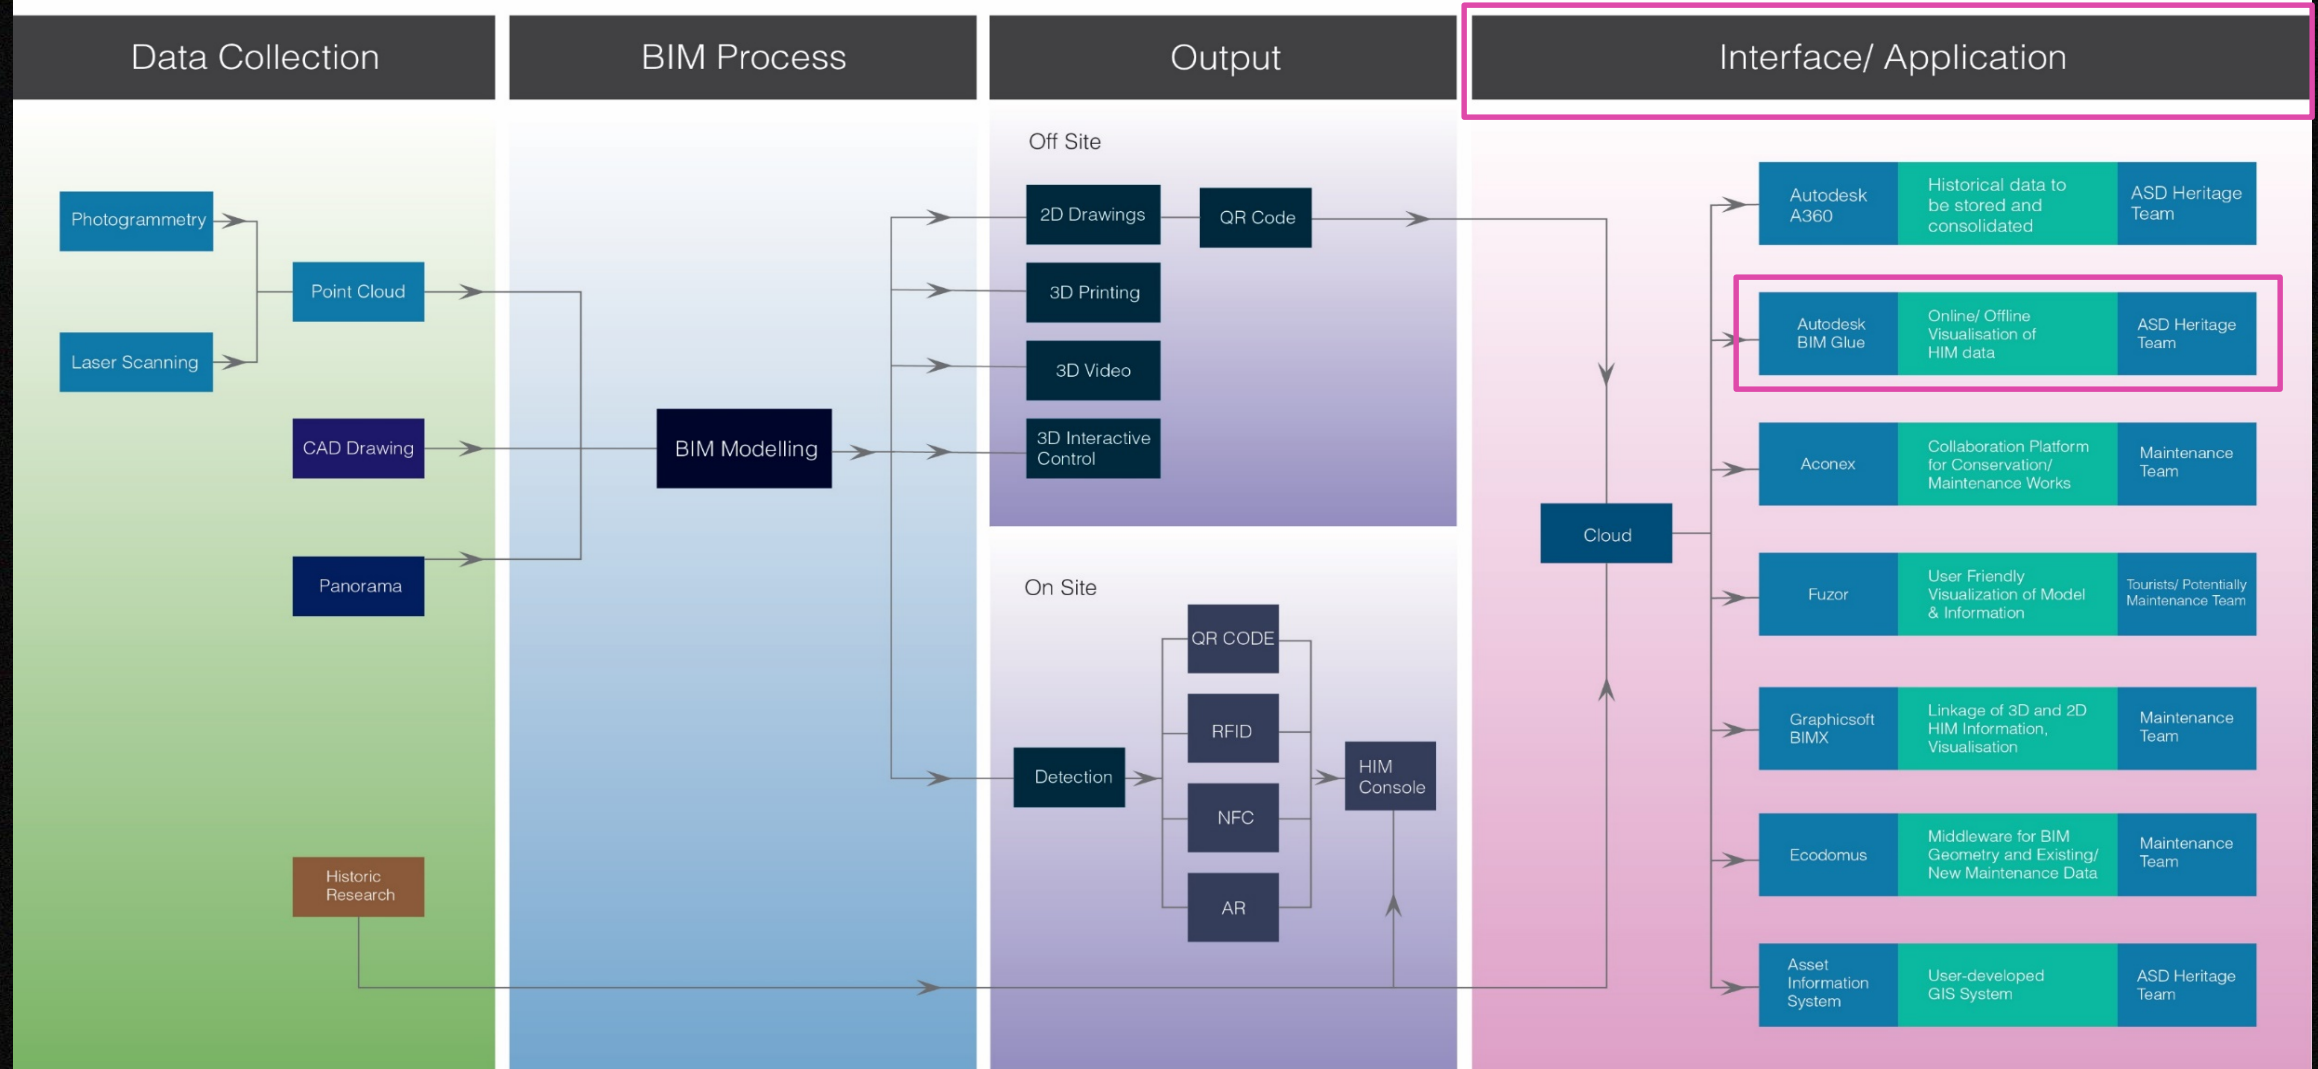 Data Collection
BIM Process
Output
Interface/ Application
Photogrammetry
Laser Scanning
Point Cloud
CAD Drawing
Panorama
Historic
Research
BIM Modelling
Off Site
2D Drawings
QR Code
3D Printing
3D Video
3D Interactive
Control
On Site
Detection
QR CODE
RFID
NFC
AR
HIM
Console
Cloud
Autodesk
A360
Historical data to
be stored and
consolidated
ASD Heritage
Team
Autodesk
BIM Glue
Online/ Offline
Visualisation of
HIM data
ASD Heritage
Team
Aconex
Collaboration Platform
for Conservation/
Maintenance Works
Maintenance
Team
Fuzor
User Friendly
Visualization of Model
& Information
Tourists/ Potentially
Maintenance Team
Graphicsoft
BIMX
Linkage of 3D and 2D
HIM Information,
Visualisation
Maintenance
Team
Ecodomus
Middleware for BIM
Geometry and Existing/
New Maintenance Data
Maintenance
Team
Asset
Information
System
User-developed
GIS System
ASD Heritage
Team